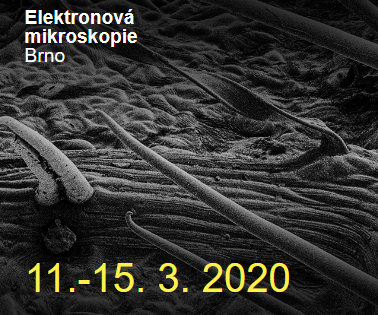 Elektronová
mikroskopie
Brno
11.-15. 3. 2020